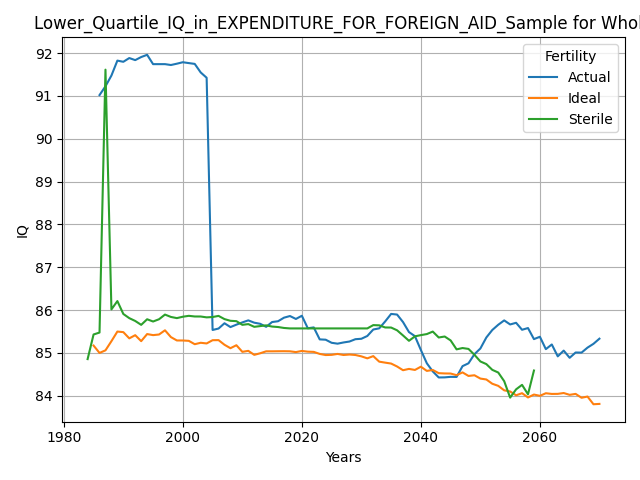 Lower_Quartile_IQ_in_EXPENDITURE_FOR_FOREIGN_AID_Sample for Whol
Fertility
Actual
Ideal
Sterile
92
91
90
89
88
87
86
85
84
IQ
1980
2000
2020
2040
2060
Years